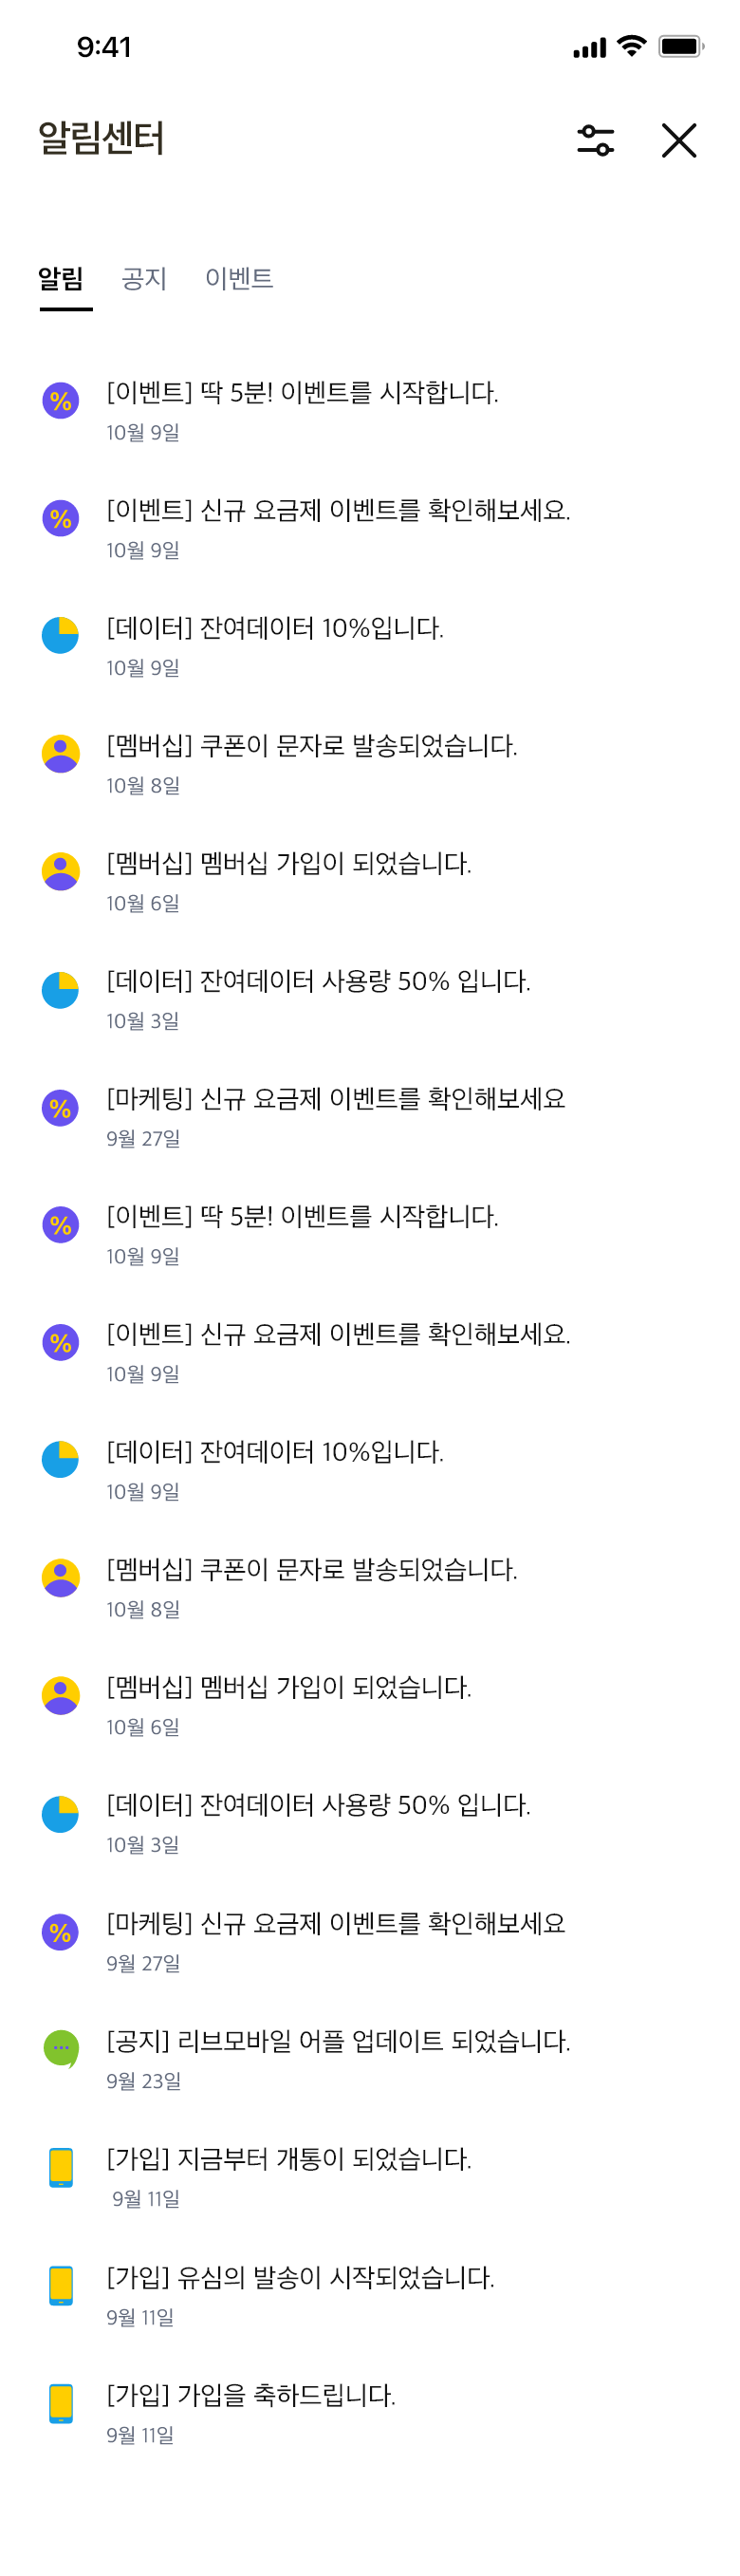 9:41
알림센터
알림 공지 이벤트
% [이벤트] 딱 5분! 이벤트를 시작합니다.
10월 9일
% [이벤트] 신규 요금제 이벤트를 확인해보세요.
10월 9일
[데이터] 잔여데이터 10%입니다.
10월 9일
[멤버십] 쿠폰이 문자로 발송되었습니다.
10월 8일
[멤버십] 멤버십 가입이 되었습니다.
10월 6일
[데이터] 잔여데이터 사용량 50% 입니다.
10월 3일
% [마케팅] 신규 요금제 이벤트를 확인해보세요
9월 27일
% [이벤트] 딱 5분! 이벤트를 시작합니다.
10월 9일
% [이벤트] 신규 요금제 이벤트를 확인해보세요.
10월 9일
[데이터] 잔여데이터 10%입니다.
10월 9일
[멤버십] 쿠폰이 문자로 발송되었습니다.
10월 8일
[멤버십] 멤버십 가입이 되었습니다.
10월 6일
[데이터] 잔여데이터 사용량 50% 입니다.
10월 3일
% [마케팅] 신규 요금제 이벤트를 확인해보세요
9월 27일
[공지] 리브모바일 어플 업데이트 되었습니다.
9월 23일
[가입] 지금부터 개통이 되었습니다.
9월 11일
[가입] 유심의 발송이 시작되었습니다.
9월 11일
[가입] 가입을 축하드립니다.
9월 11일